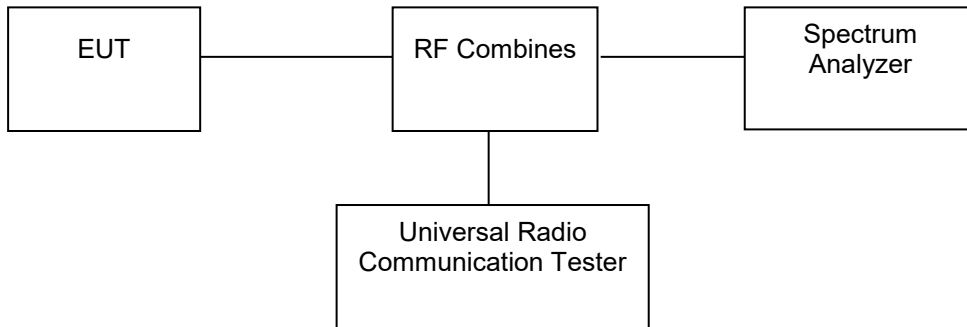 EUT
RF Combines
Spectrum
Analyzer
Universal Radio
Communication Tester